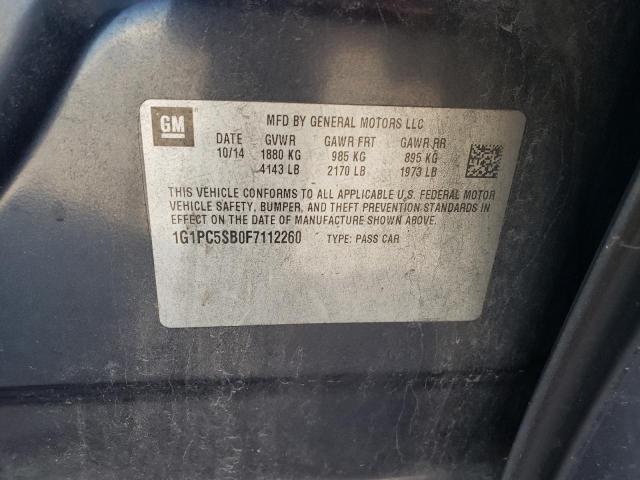 GM
MFD BY GENERAL MOTORS LLC
DATE GVWR GAWR FRT GAWR RR
10/14 1880 KG 985 KG 895 KG
4143 LB 2170 LB 1973 LB
THIS VEHICLE CONFORMS TO ALL APPLICABLE U.S. FEDERAL MOTOR
VEHICLE SAFETY, BUMPER, AND THEFT PREVENTION STANDARDS IN
EFFECT ON THE DATE OF MANUFACTURE SHOWN ABOVE.
1G1PC5SB0F7112260 TYPE: PASS CAR